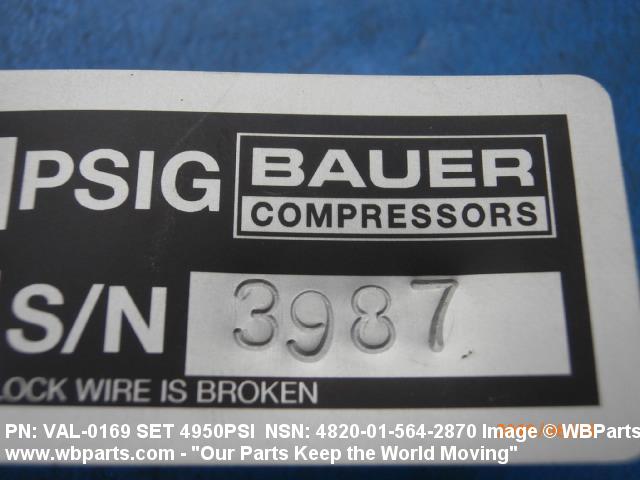 PSIG BAUER
COMPRESSORS
S/N 3987
LOCK WIRE IS BROKEN
PN: VAL-0169 SET 4950PSI NSN: 4820-01-564-2870 Image © WBParts
www.wbparts.com - "Our Parts Keep the World Moving"